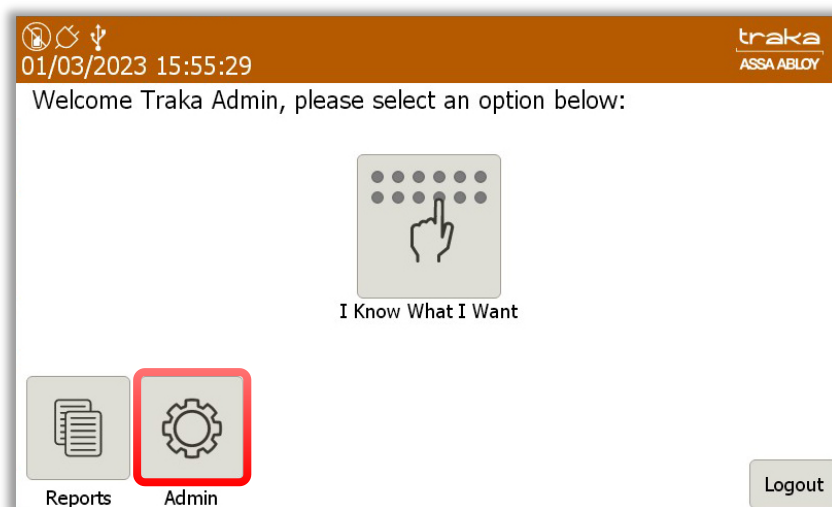 traka
01/03/2023 15:55:29
ASSA ABLOY
Welcome Traka Admin, please select an option below:
I Know What I Want
Logout
Reports
Admin